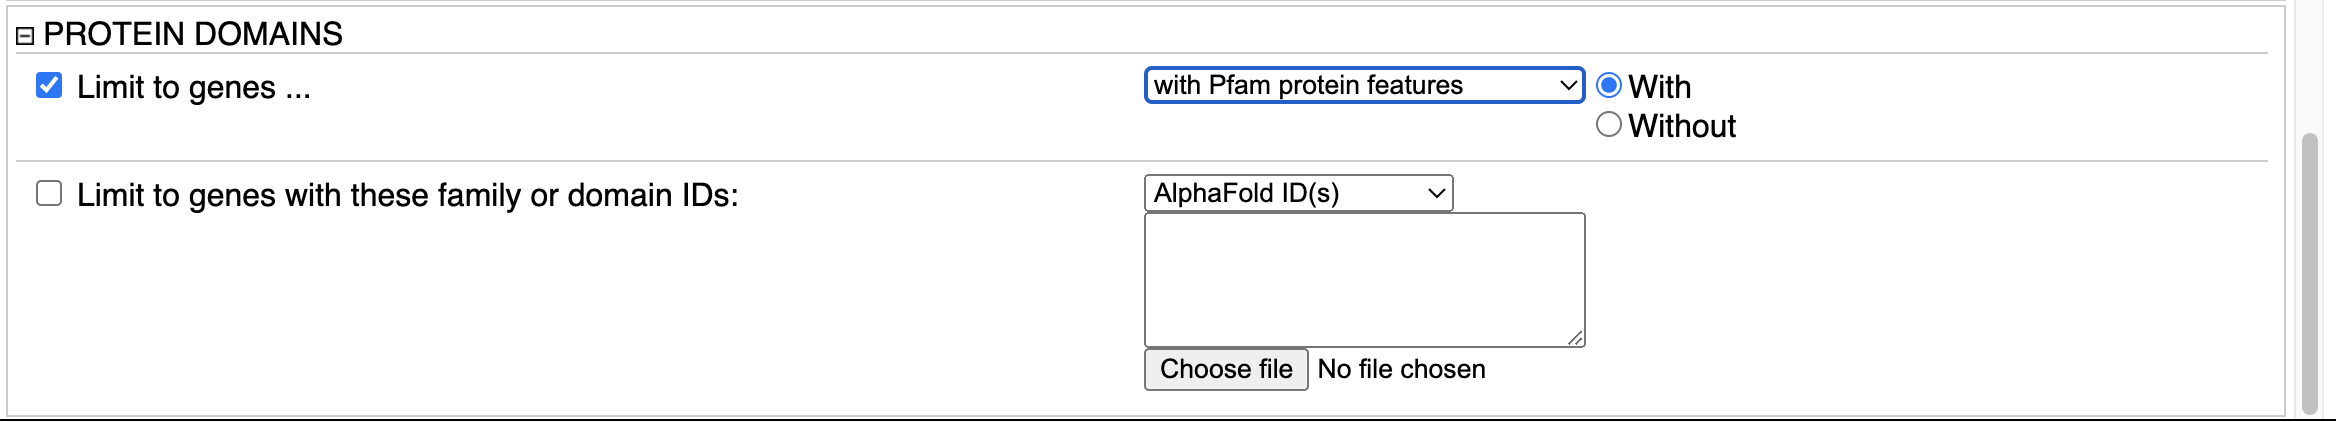 PROTEIN DOMAINS
Limit to genes ...
with Pfam protein features
With
Without
Limit to genes with these family or domain IDs:
AlphaFold ID(s)
Choose file No file chosen